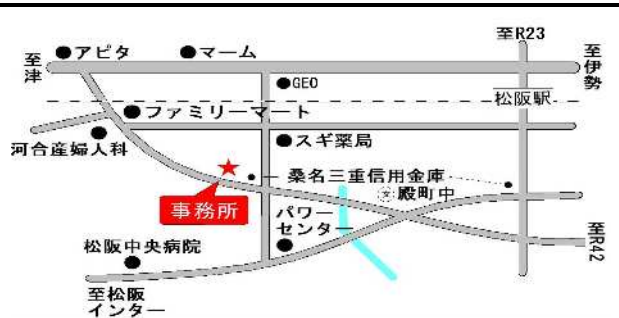 至R23
至津
アピタ
マーム
至伊勢
GEO
松阪駅
ファミリーマート
河合産婦人科
スギ薬局
桑名三重信用金庫
文
殿町中
事務所
パワー
センター
至R42
松阪中央病院
至松阪
インター